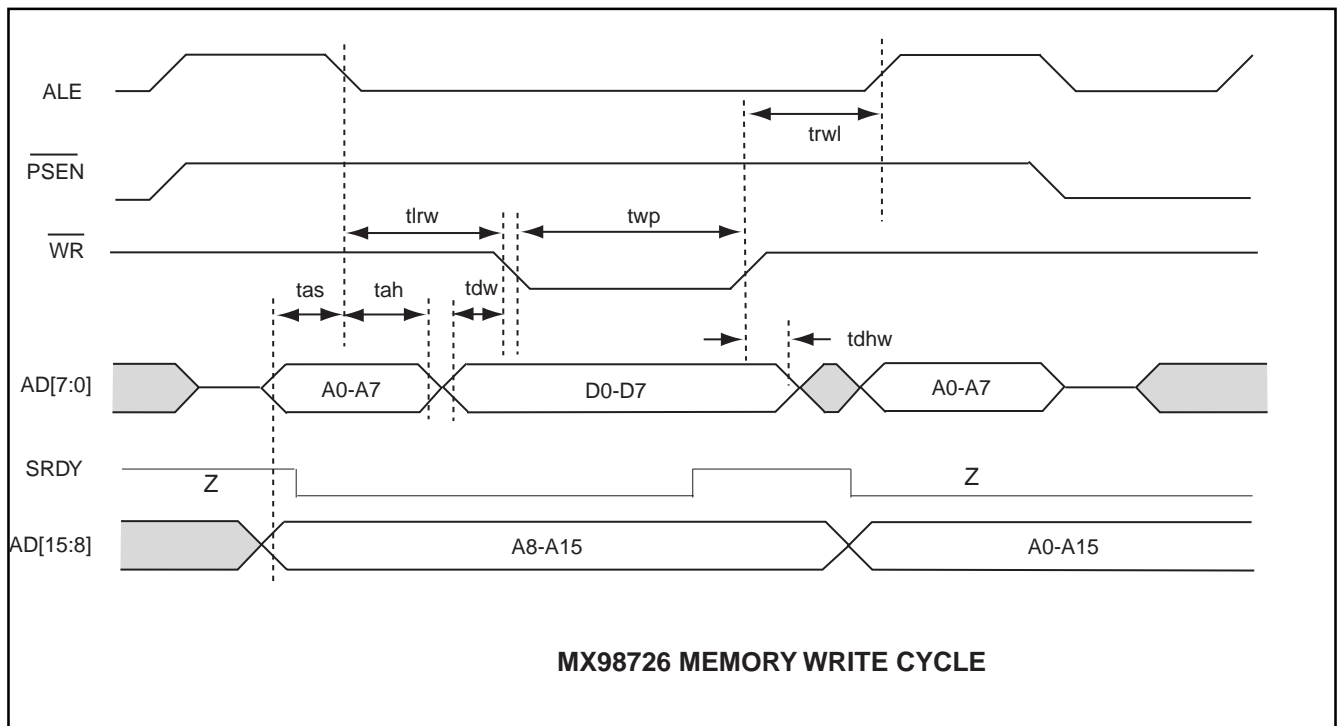 ALE
trwl
PSEN
tlrw
twp
WR
tas
tah
tdw
tdhw
AD[7:0]
A0-A7
D0-D7
A0-A7
SRDY
Z
Z
AD[15:8]
A8-A15
A0-A15
MX98726 MEMORY WRITE CYCLE